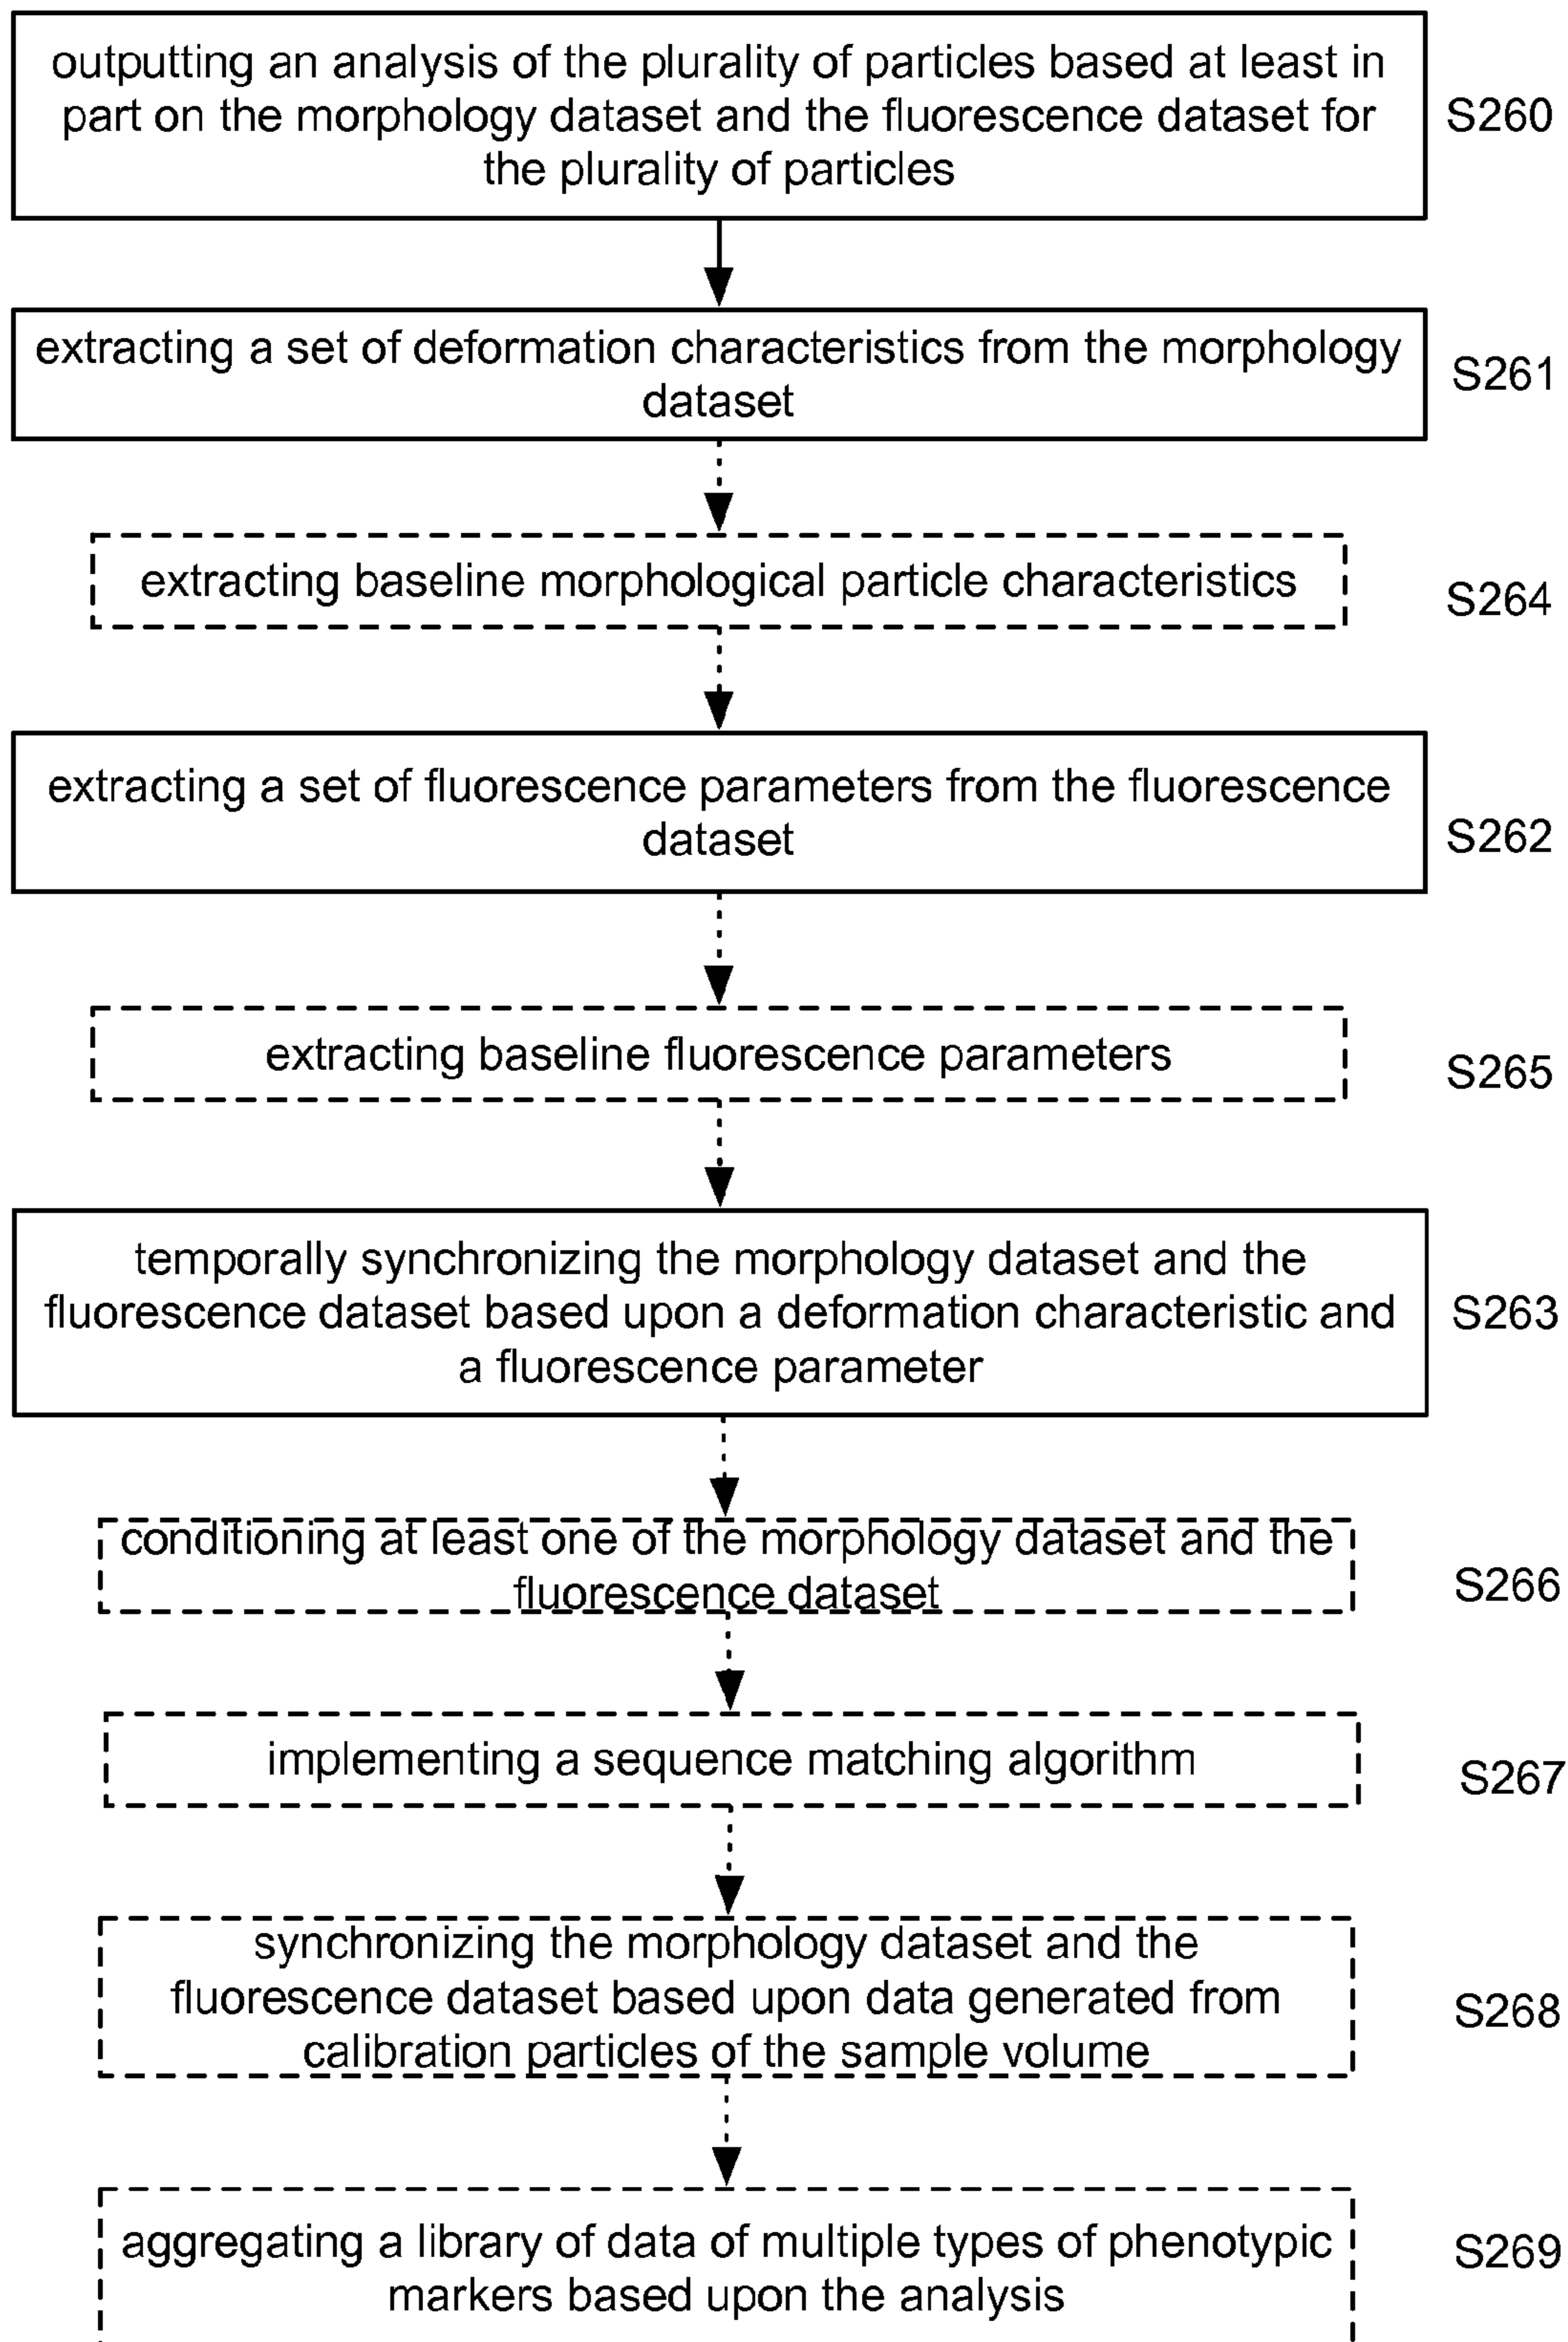 outputting an analysis of the plurality of particles based at least in
part on the morphology dataset and the fluorescence dataset for
the plurality of particles
S260
extracting a set of deformation characteristics from the morphology
dataset
S261
extracting baseline morphological particle characteristics
S264
extracting a set of fluorescence parameters from the fluorescence
dataset
S262
extracting baseline fluorescence parameters
S265
temporally synchronizing the morphology dataset and the
fluorescence dataset based upon a deformation characteristic and
a fluorescence parameter
S263
conditioning at least one of the morphology dataset and the
fluorescence dataset
S266
implementing a sequence matching algorithm
S267
synchronizing the morphology dataset and the
fluorescence dataset based upon data generated from
calibration particles of the sample volume
S268
aggregating a library of data of multiple types of phenotypic
markers based upon the analysis
S269